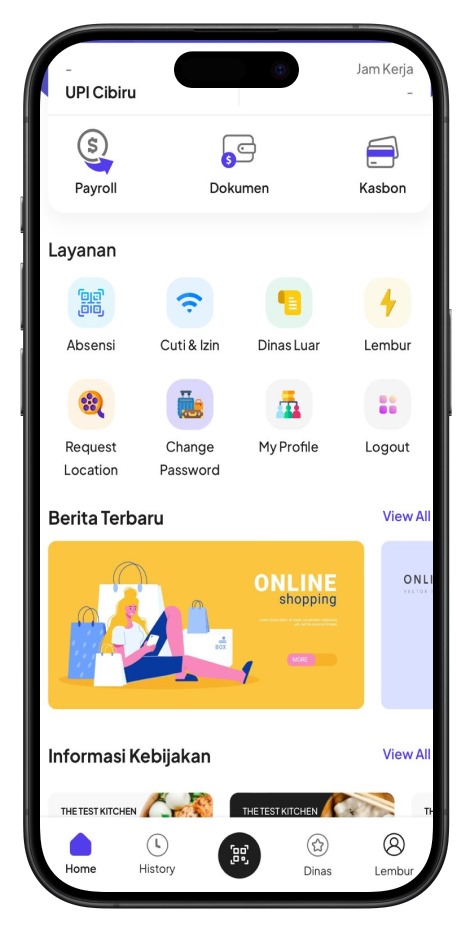 -
Jam Kerja
UPI Cibiru
-
Payroll
Dokumen
Kasbon
Layanan
Absensi
Cuti & Izin
Dinas Luar
Lembur
Request
Location
Change
Password
My Profile
Logout
Berita Terbaru
View All
ONLINE
shopping
MORE
BOX
ONLI
VECTOR
Informasi Kebijakan
View All
THE TEST KITCHEN
THE TEST KITCHEN
TH
Home
History
Dinas
Lembur